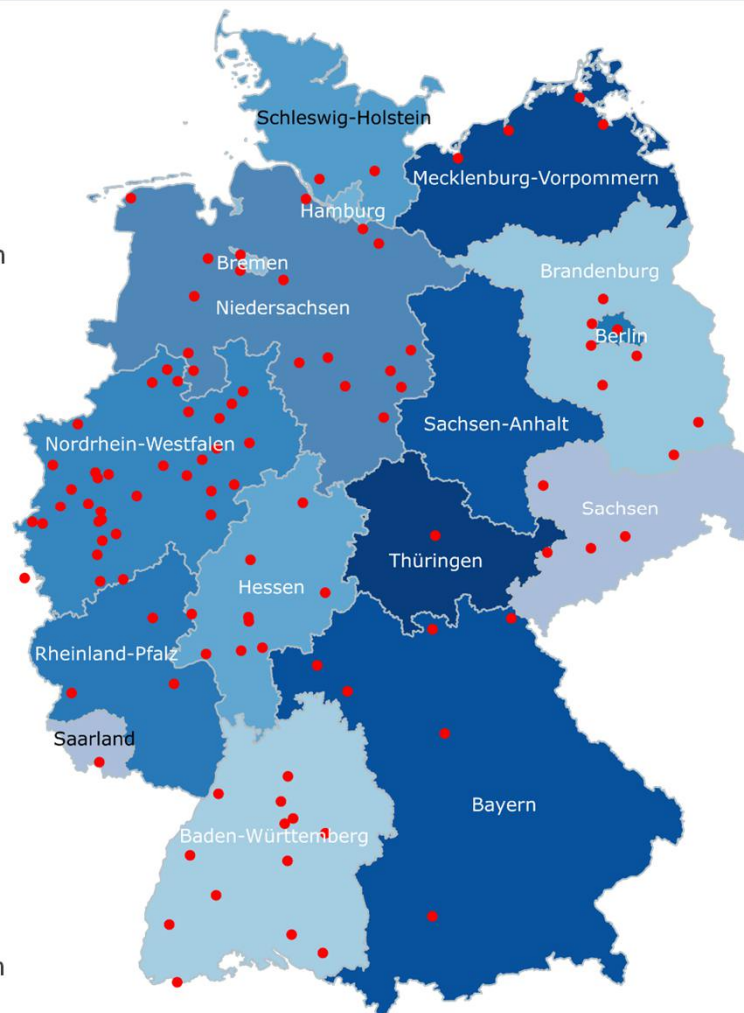 Schleswig-Holstein
Mecklenburg-Vorpommern
Hamburg
n
Bremen
Brandenburg
Niedersachsen
Berlin
Sachsen-Anhalt
Nordrhein-Westfalen
Sachsen
Thüringen
Hessen
Rheinland-Pfalz
Saarland
Bayern
Baden-Württemberg
n